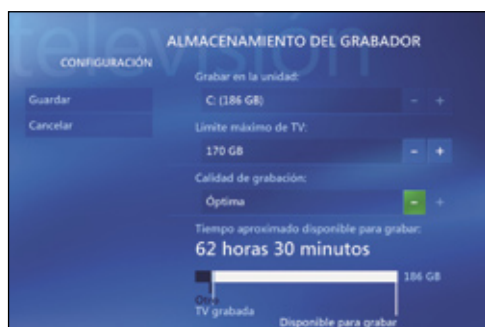 televisión
ALMACENAMIENTO DEL GRABADOR
CONFIGURACIÓN
Grabar en la unidad:
Guardar
C: (186 GB)
- +
Cancelar
Límite máximo de TV:
170 GB
- +
Calidad de grabación:
Óptima
- +
Tiempo aproximado disponible para grabar:
62 horas 30 minutos
186 GB
Otro
TV grabada
Disponible para grabar